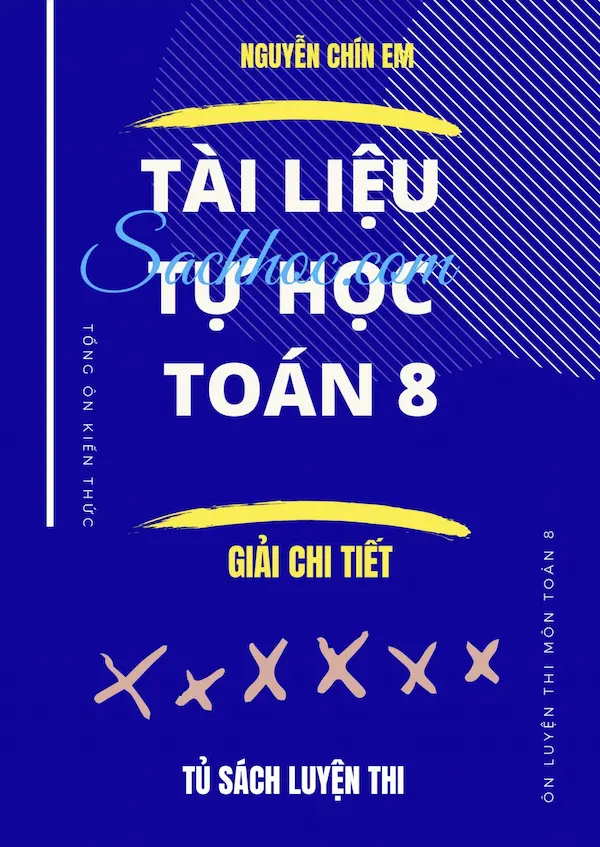 NGUYỄN CHÍN EM
TÀI LIỆU
Sachhoc.com
TỰ HỌC
TOÁN 8
TỔNG ÔN KIẾN THỨC
GIẢI CHI TIẾT
ÔN LUYỆN THI MÔN TOÁN 8
TỦ SÁCH LUYỆN THI